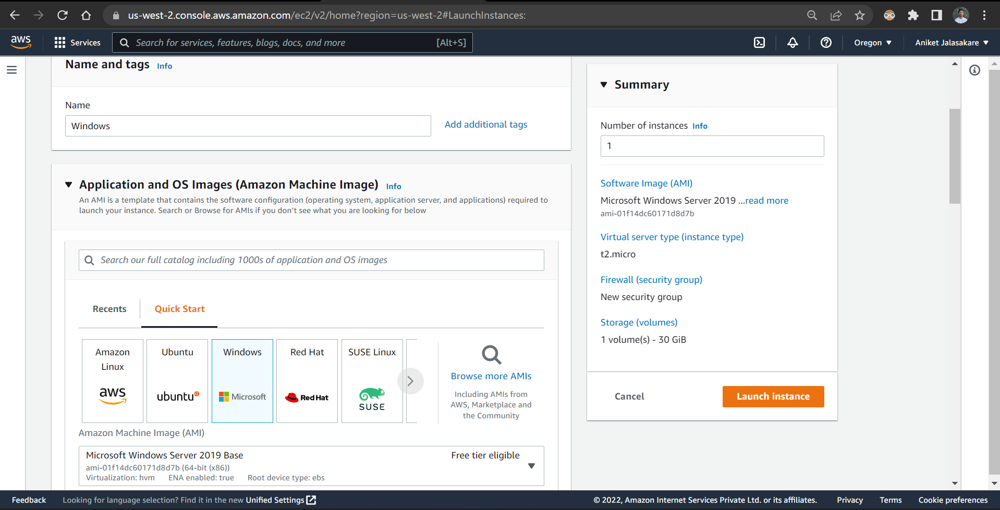 us-west-2.console.aws.amazon.com/ec2/v2/home?region=us-west-2#LaunchInstances:
aws
Services
Search for services, features, blogs, docs, and more
[Alt+S]
Oregon
Aniket Jalasakare
Name and tags Info
Name
Windows
Add additional tags
Application and OS Images (Amazon Machine Image) Info
An AMI is a template that contains the software configuration (operating system, application server, and applications) required to
launch your instance. Search or Browse for AMIs if you don’t see what you are looking for below
Search our full catalog including 1000s of application and OS images
Recents
Quick Start
Amazon
Linux
aws
Ubuntu
ubuntu
Windows
Microsoft
Red Hat
Red Hat
SUSE Linux
SUSE
Browse more AMIs
Including AMIs from
AWS, Marketplace and
the Community
Amazon Machine Image (AMI)
Microsoft Windows Server 2019 Base
Free tier eligible
ami-01f14dc60171d8d7b (64-bit (x86))
Virtualization: hvm ENA enabled: true Root device type: ebs
Summary
Number of instances Info
1
Software Image (AMI)
Microsoft Windows Server 2019 ...read more
ami-01f14dc60171d8d7b
Virtual server type (instance type)
t2.micro
Firewall (security group)
New security group
Storage (volumes)
1 volume(s) - 30 GiB
Cancel
Launch instance
Feedback
Looking for language selection? Find it in the new Unified Settings
© 2022, Amazon Internet Services Private Ltd. or its affiliates.
Privacy
Terms
Cookie preferences